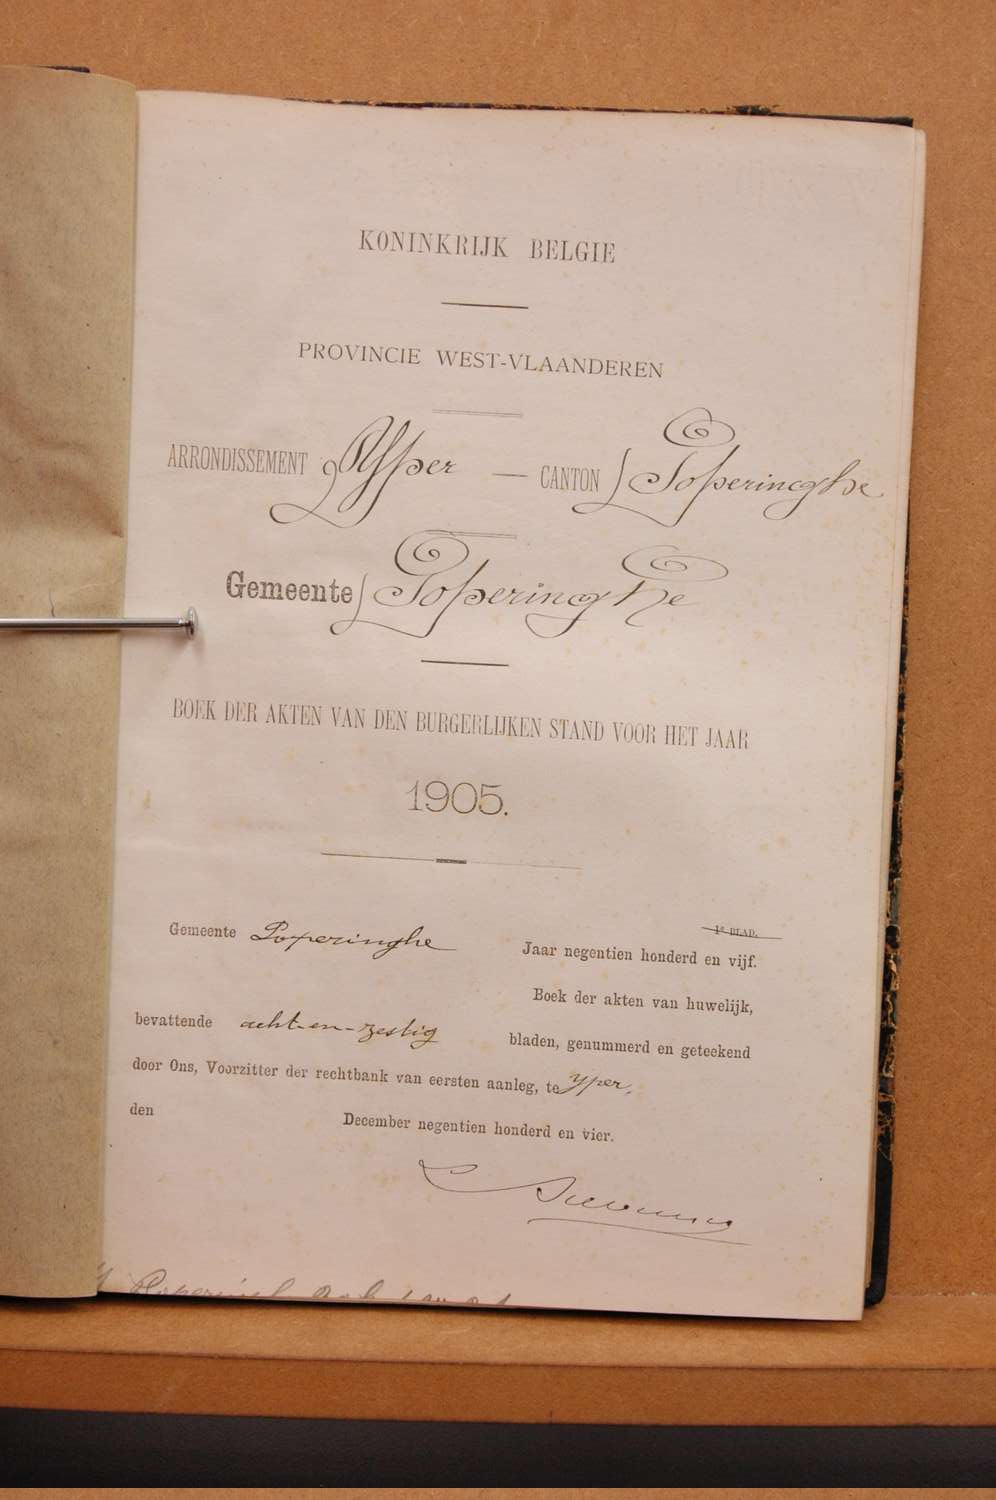 KONINKRIJK BELGIE
PROVINCIE WEST-VLAANDEREN
ARRONDISSEMENT Ypper — CANTON Poperinghe
Gemeente Poperinghe
BOEK DER AKTEN VAN DEN BURGERLIJKEN STAND VOOR HET JAAR
1905.
1e BLAD.
Gemeente Poperinghe Jaar negentien honderd en vijf.
Boek der akten van huwelijk,
bevattende acht-en-zestig bladen, genummerd en geteekend
door Ons, Voorzitter der rechtbank van eersten aanleg, te Yper,
den December negentien honderd en vier.